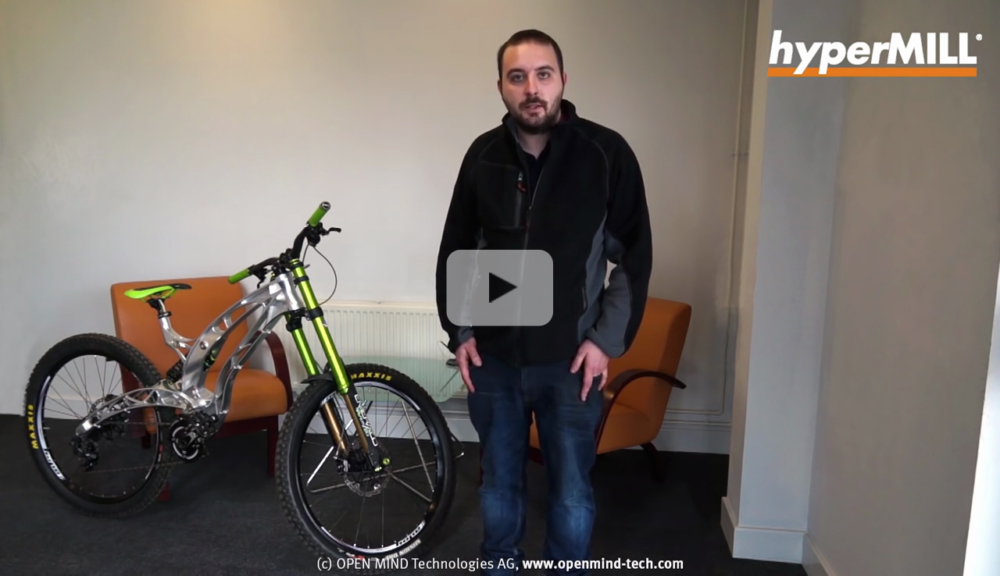 hyperMILL®
MAXXIS
MAXXIS
(c) OPEN MIND Technologies AG, www.openmind-tech.com